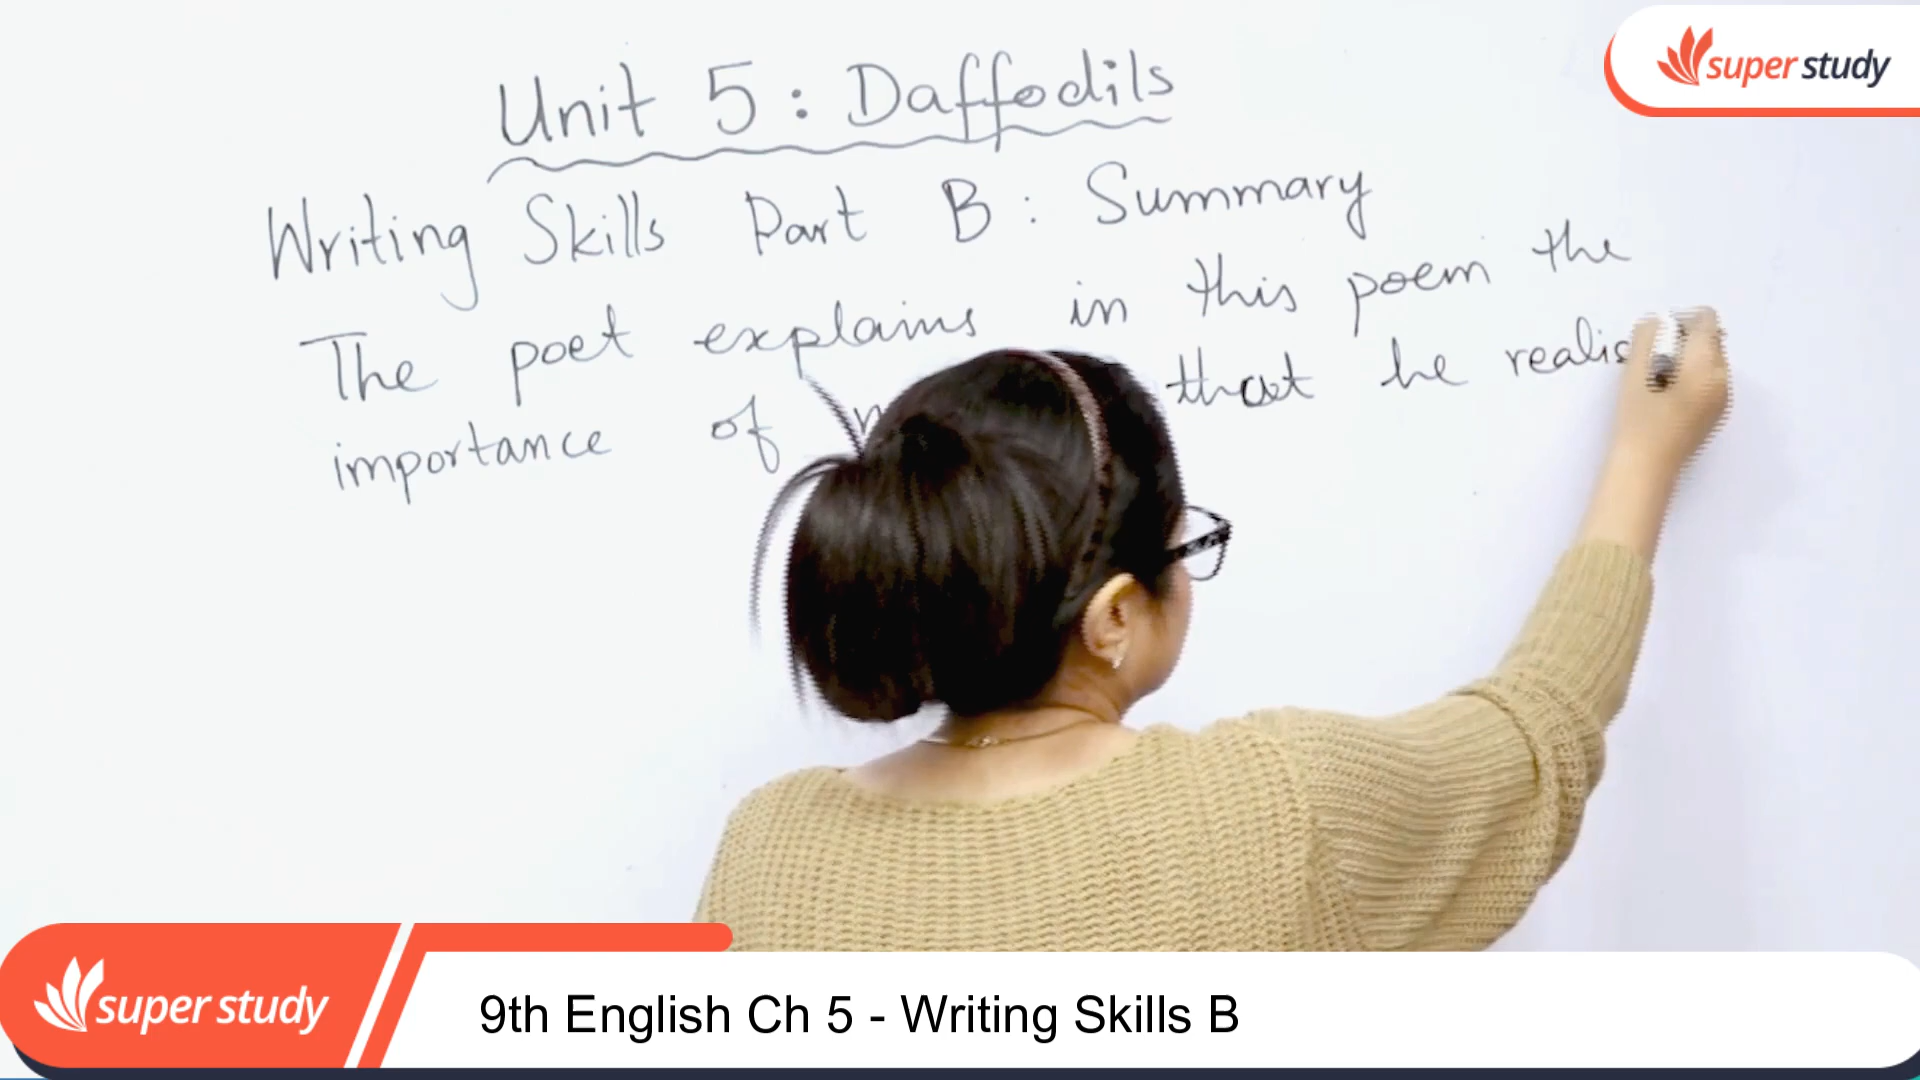 super study
Unit 5 : Daffodils
Writing Skills Part B : Summary
The poet explains in this poem the
importance of that he realis
super study
9th English Ch 5 - Writing Skills B